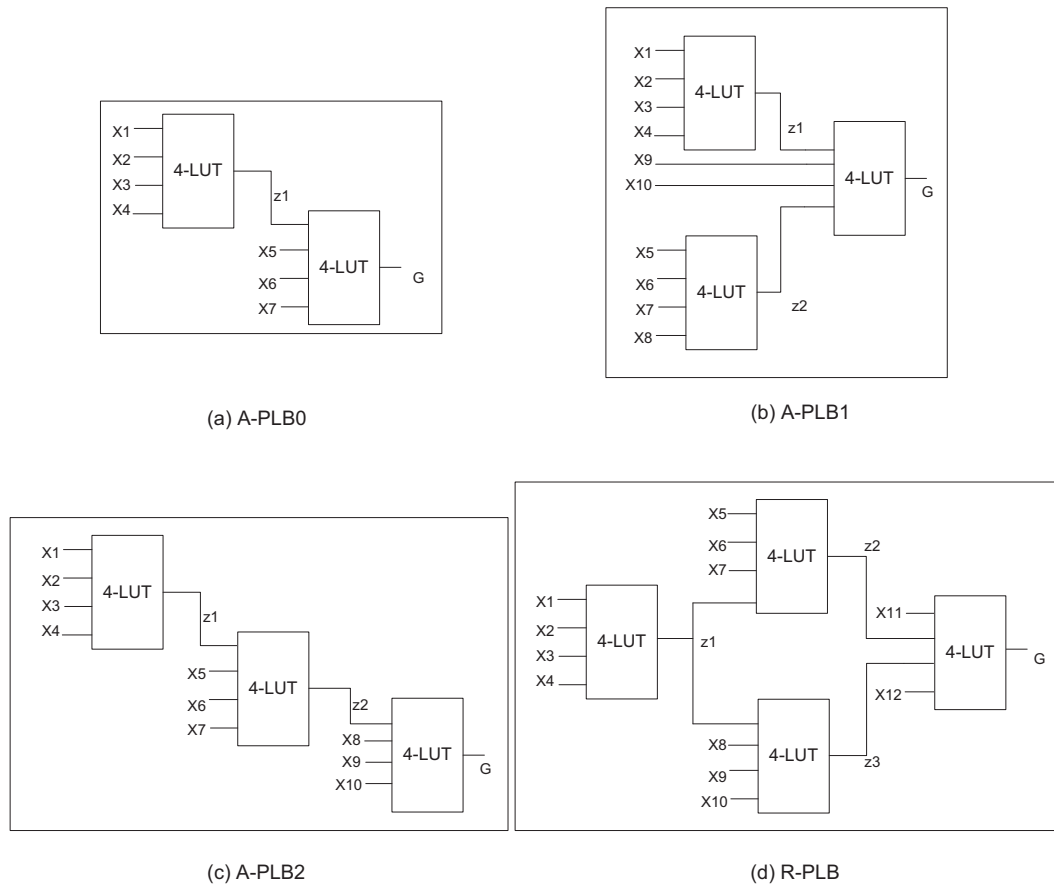 X1
X2
X3
X4
4-LUT
z1
X5
X6
X7
4-LUT
G
(a) A-PLB0
X1
X2
X3
X4
4-LUT
z1
X9
X10
4-LUT
G
X5
X6
X7
X8
4-LUT
z2
(b) A-PLB1
X1
X2
X3
X4
4-LUT
z1
X5
X6
X7
4-LUT
z2
X8
X9
X10
4-LUT
G
(c) A-PLB2
X1
X2
X3
X4
4-LUT
z1
X5
X6
X7
4-LUT
z2
X8
X9
X10
4-LUT
z3
X11
X12
4-LUT
G
(d) R-PLB